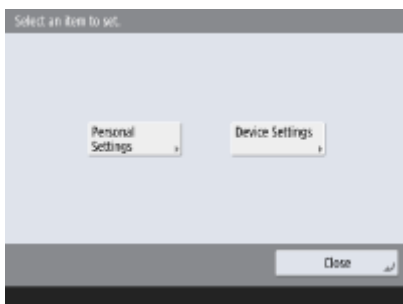 Select an item to set.
Personal
Settings
Device Settings
Close